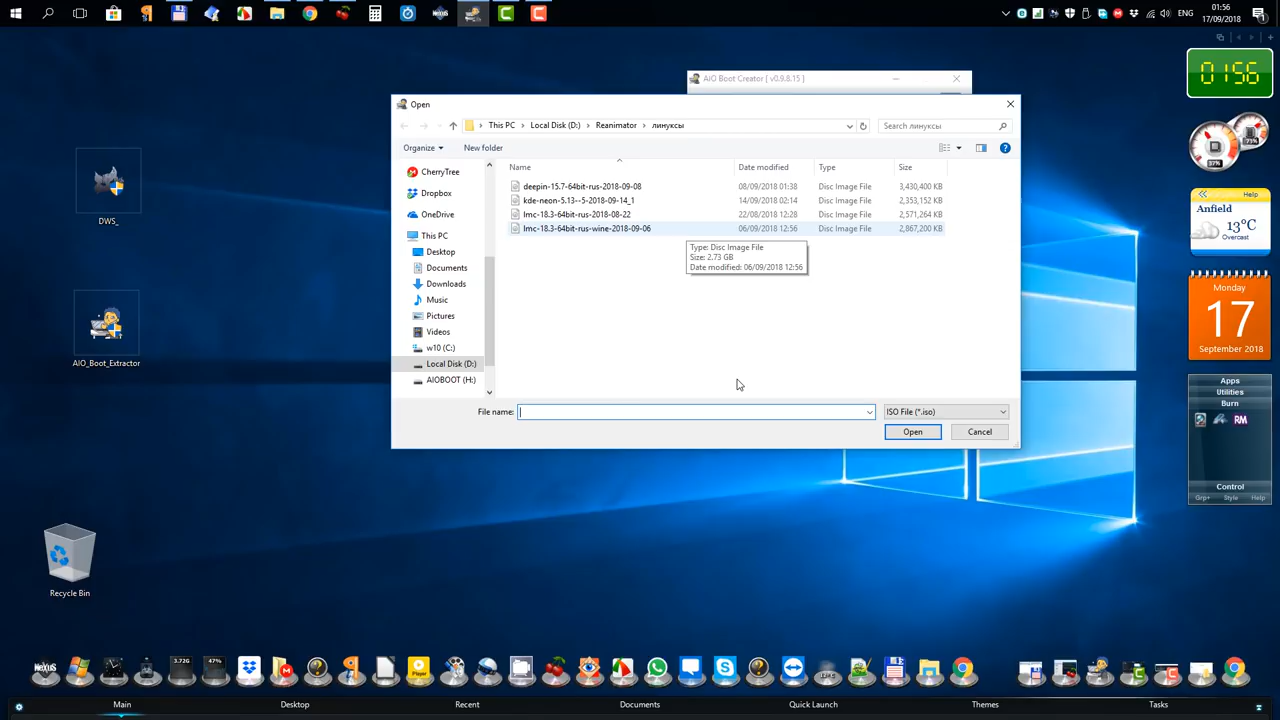 01:56
ENG
17/09/2018
AIO Boot Creator [ v0.9.8.15 ]
Open
This PC
Local Disk (D:)
Reanimator
линуксы
Search линуксы
Organize
New folder
Name
Date modified
Type
Size
CherryTree
Dropbox
OneDrive
This PC
Desktop
Documents
Downloads
Music
Pictures
Videos
w10 (C:)
Local Disk (D:)
AIOBOOT (H:)
deepin-15.7-64bit-rus-2018-09-08 08/09/2018 01:38 Disc Image File 3,430,400 KB
kde-neon-5.13--5-2018-09-14_1 14/09/2018 02:14 Disc Image File 2,353,152 KB
lmc-18.3-64bit-rus-2018-08-22 22/08/2018 12:28 Disc Image File 2,571,264 KB
lmc-18.3-64bit-rus-wine-2018-09-06 06/09/2018 12:56 Disc Image File 2,867,200 KB
Type: Disc Image File
Size: 2.73 GB
Date modified: 06/09/2018 12:56
File name:
ISO File (*.iso)
Open
Cancel
DWS_
AIO_Boot_Extractor
Recycle Bin
01:56
37%
Help
Anfield
13°C
Overcast
Monday
17
September 2018
Apps
Utilities
Burn
RM
Control
Grp+
Style
Help
NeXuS
3.72G
47%
Player
Main
Desktop
Recent
Documents
Quick Launch
Themes
Tasks